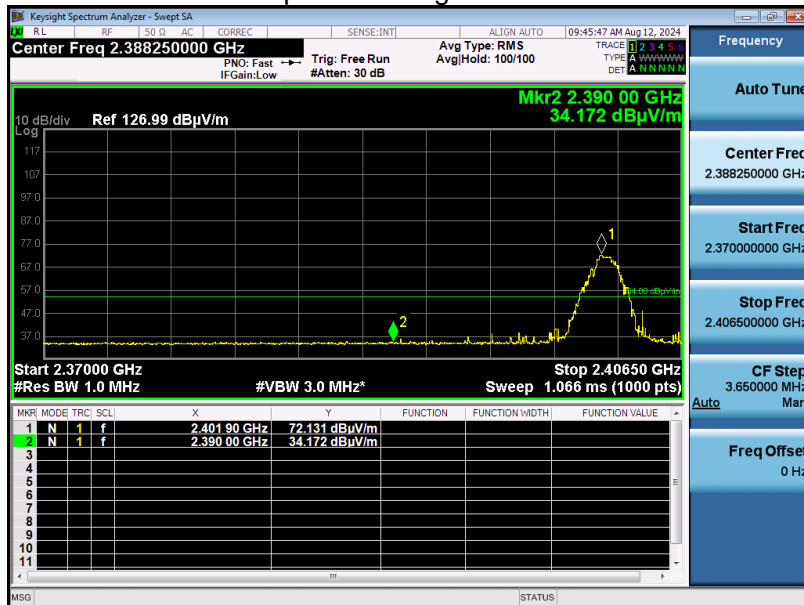 Keysight Spectrum Analyzer - Swept SA
LXI RL RF 50 Ω AC CORREC SENSE:INT ALIGN AUTO 09:45:47 AM Aug 12, 2024
Center Freq 2.388250000 GHz
PNO: Fast
IFGain:Low
Trig: Free Run
#Atten: 30 dB
Avg Type: RMS
Avg|Hold: 100/100
TRACE 1 2 3 4 5 6
TYPE A WWWWW
DET A N N N N N
Frequency
Mkr2 2.390 00 GHz
34.172 dBµV/m
10 dB/div Ref 126.99 dBµV/m
Log
117
107
97.0
87.0
77.0
67.0
57.0
47.0
37.0
1
2
54.00 dBµV/m
Start 2.37000 GHz Stop 2.40650 GHz
#Res BW 1.0 MHz #VBW 3.0 MHz* Sweep 1.066 ms (1000 pts)
MKR MODE TRC SCL X Y FUNCTION FUNCTION WIDTH FUNCTION VALUE
1 N 1 f 2.401 90 GHz 72.131 dBµV/m
2 N 1 f 2.390 00 GHz 34.172 dBµV/m
3
4
5
6
7
8
9
10
11
MSG STATUS
Auto Tune
Center Freq
2.388250000 GHz
Start Freq
2.370000000 GHz
Stop Freq
2.406500000 GHz
CF Step
3.650000 MHz
Auto Man
Freq Offset
0 Hz